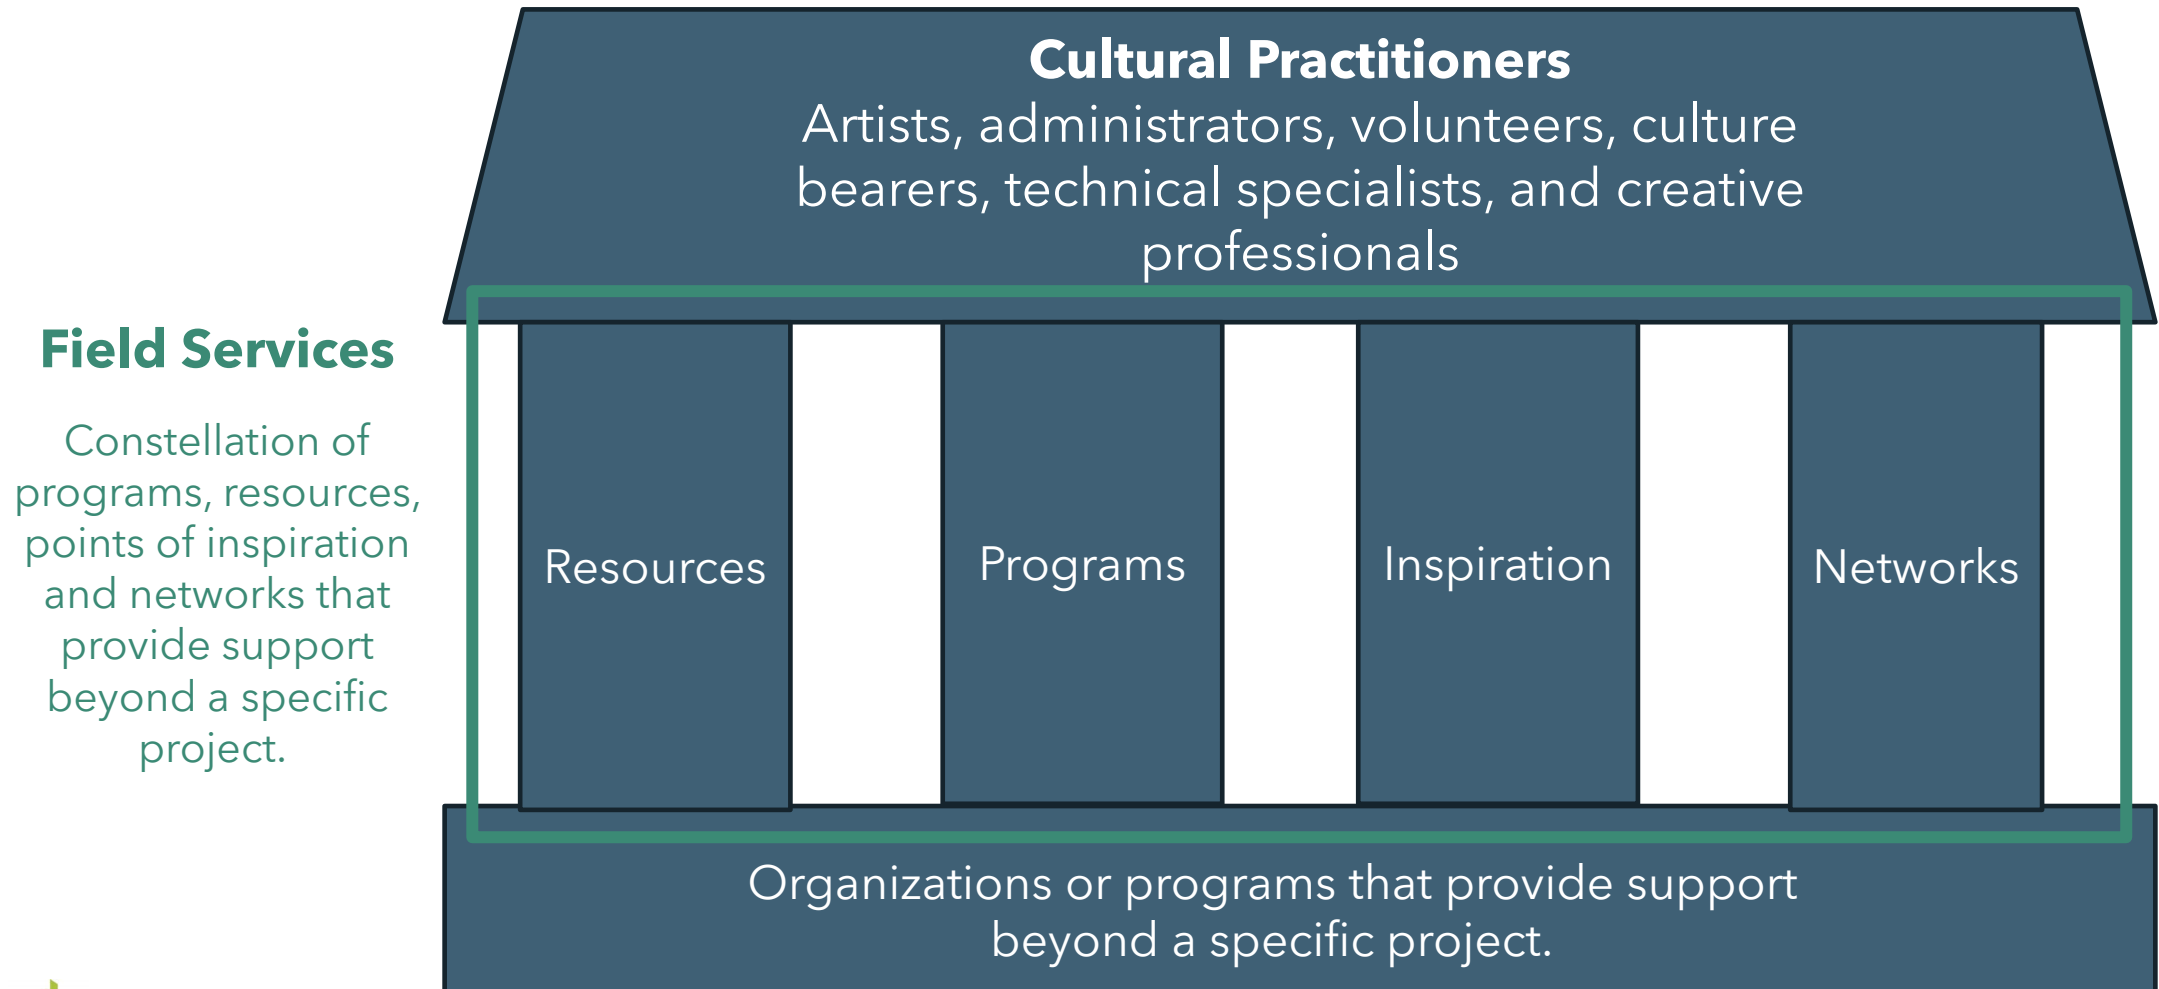 Cultural Practitioners
Artists, administrators, volunteers, culture
bearers, technical specialists, and creative
professionals
Field Services
Constellation of
programs, resources,
points of inspiration
and networks that
provide support
beyond a specific
project.
Resources
Programs
Inspiration
Networks
Organizations or programs that provide support
beyond a specific project.